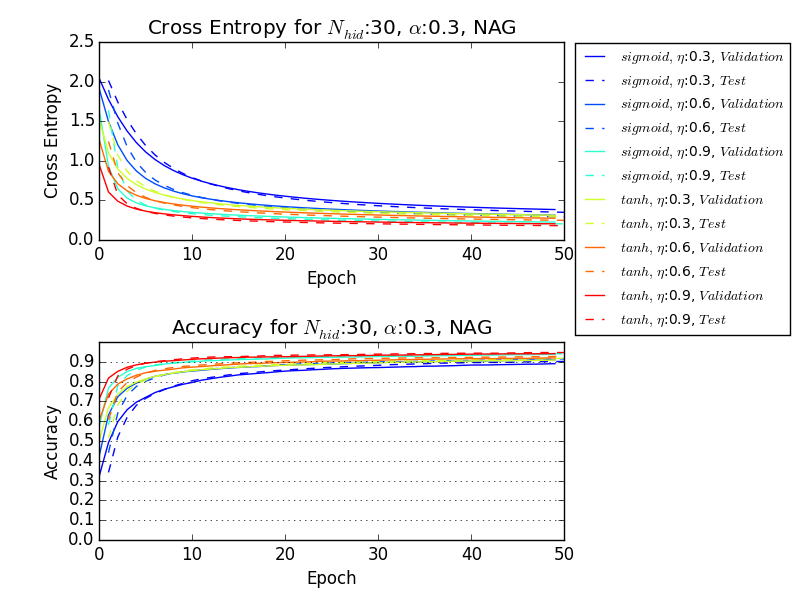 Cross Entropy for N_hid:30, α:0.3, NAG
2.5
2.0
1.5
1.0
0.5
0.0
Cross Entropy
0 10 20 30 40 50
Epoch
sigmoid, η:0.3, Validation
sigmoid, η:0.3, Test
sigmoid, η:0.6, Validation
sigmoid, η:0.6, Test
sigmoid, η:0.9, Validation
sigmoid, η:0.9, Test
tanh, η:0.3, Validation
tanh, η:0.3, Test
tanh, η:0.6, Validation
tanh, η:0.6, Test
tanh, η:0.9, Validation
tanh, η:0.9, Test
Accuracy for N_hid:30, α:0.3, NAG
0.9
0.8
0.7
0.6
0.5
0.4
0.3
0.2
0.1
0.0
Accuracy
0 10 20 30 40 50
Epoch